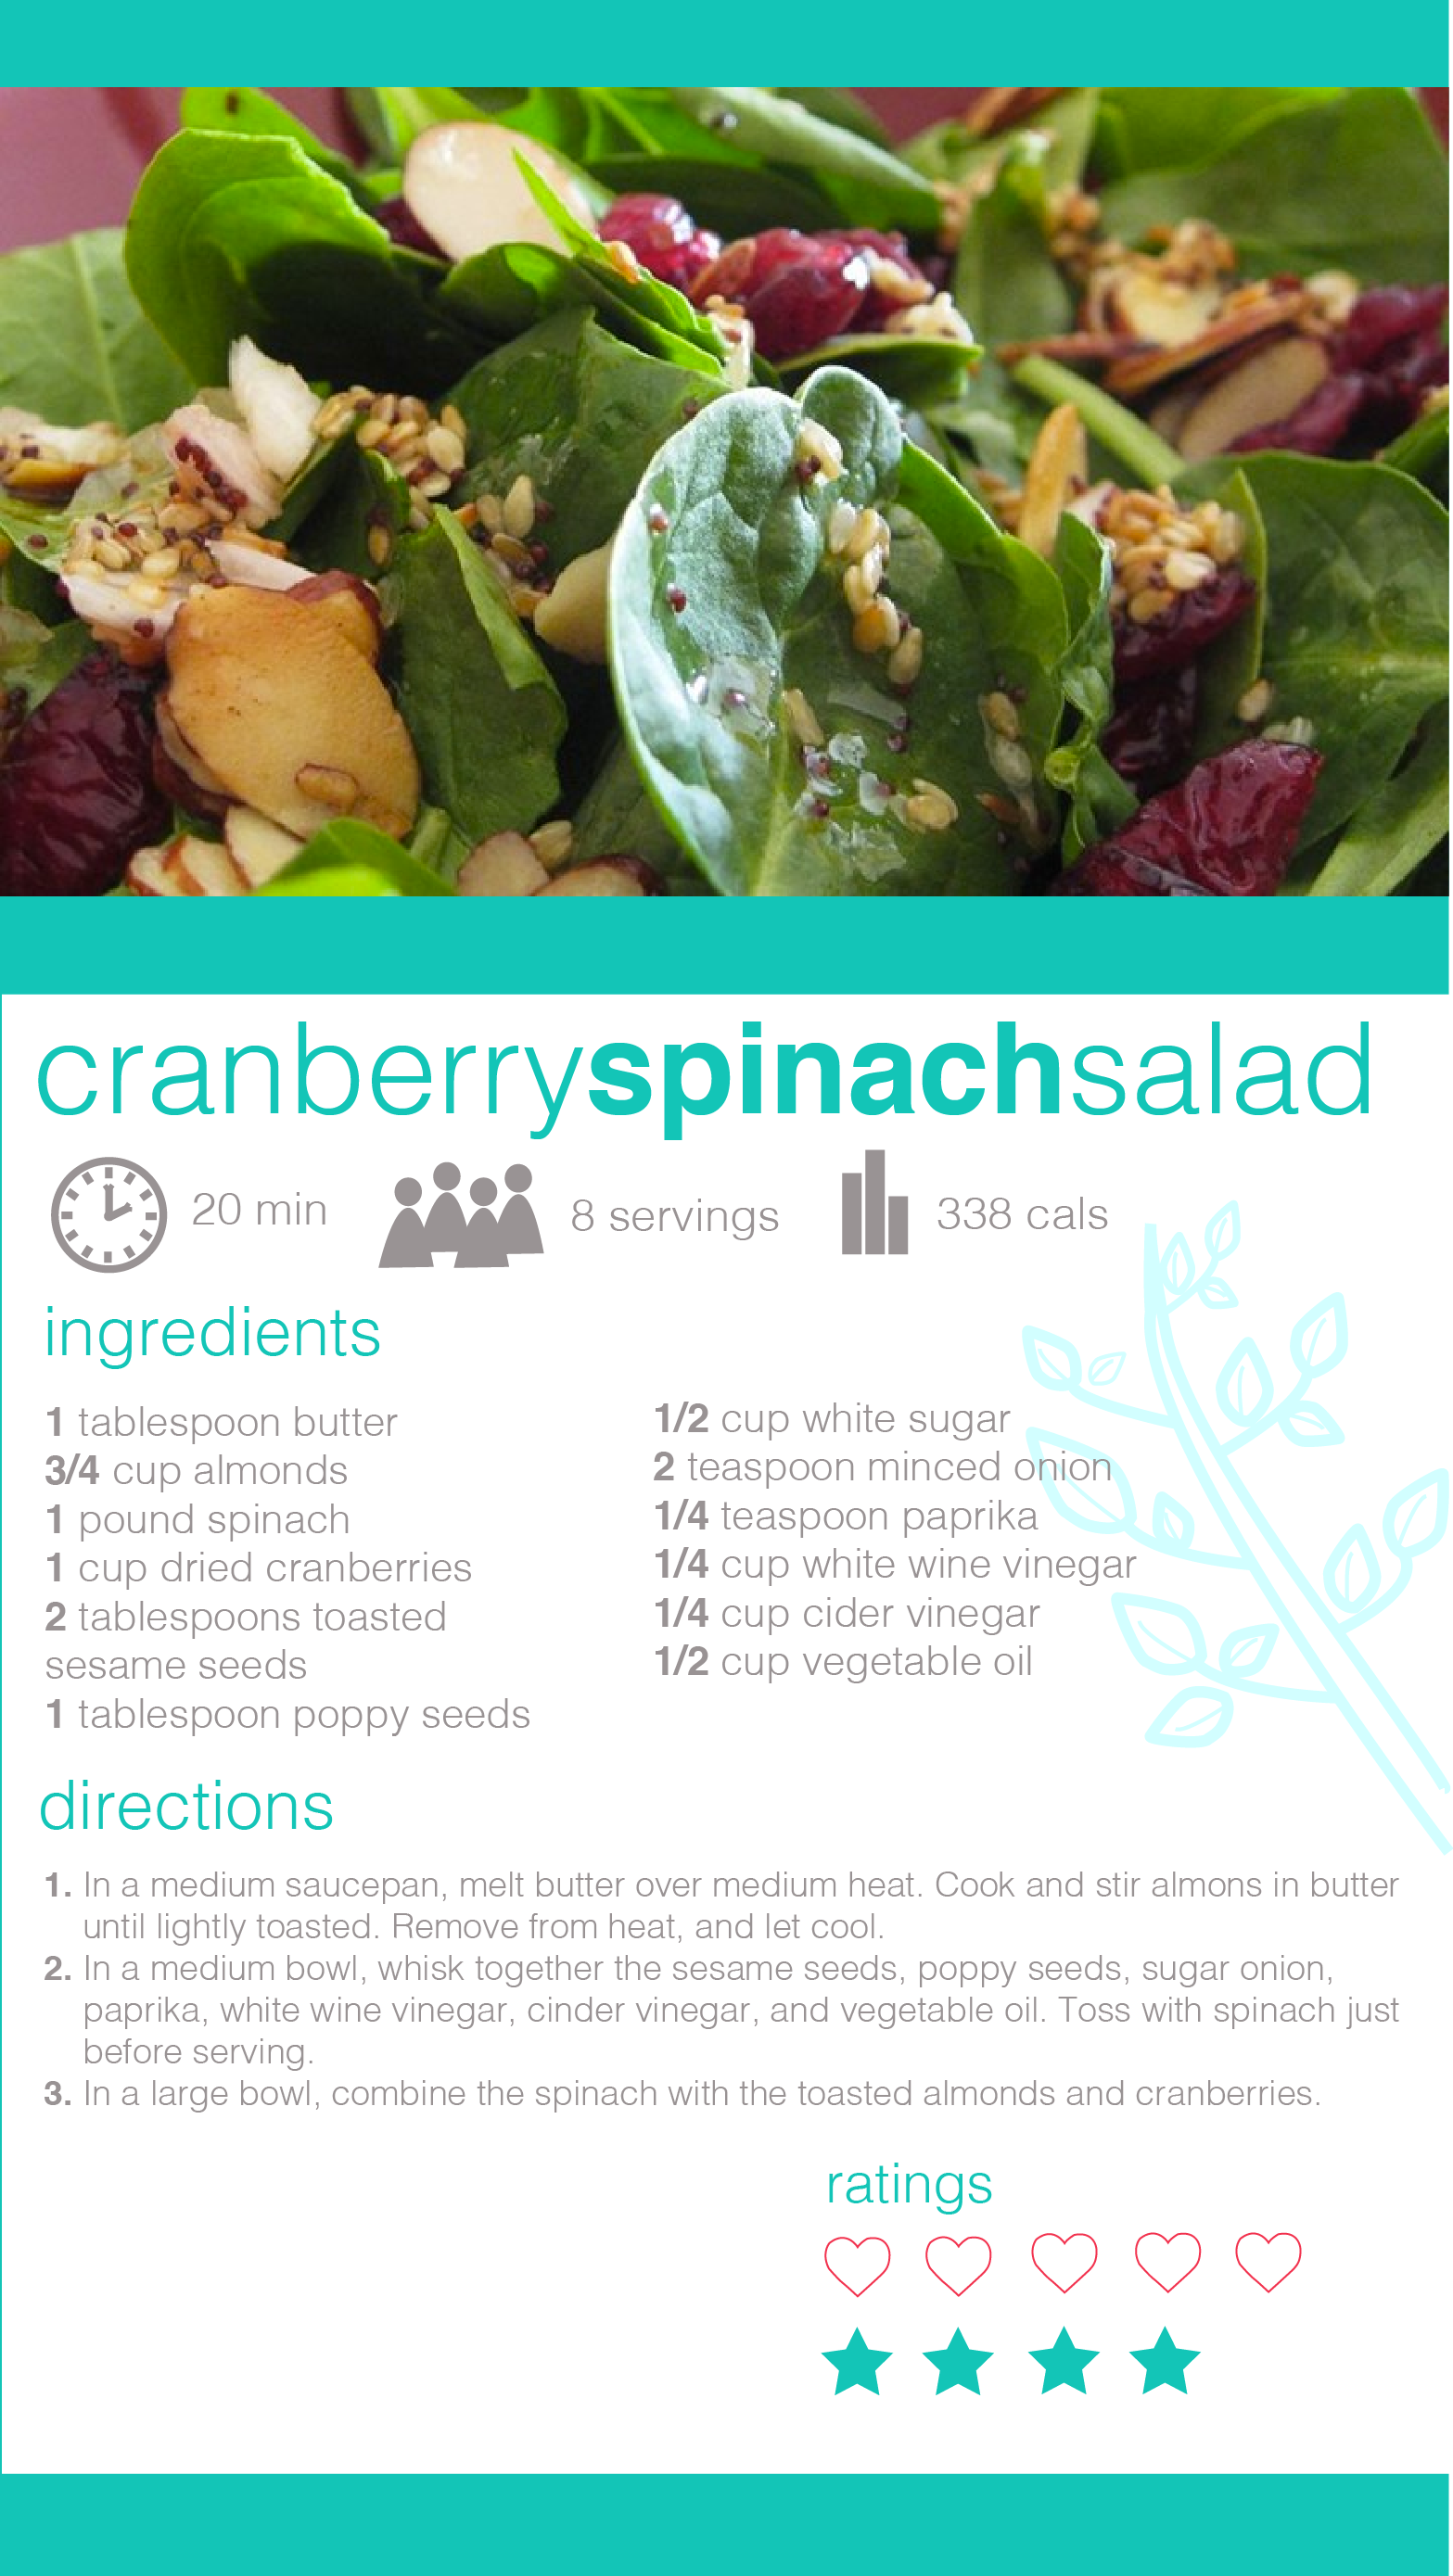 cranberryspinachsalad
20 min
8 servings
338 cals
ingredients
1 tablespoon butter
3/4 cup almonds
1 pound spinach
1 cup dried cranberries
2 tablespoons toasted
sesame seeds
1 tablespoon poppy seeds
1/2 cup white sugar
2 teaspoon minced onion
1/4 teaspoon paprika
1/4 cup white wine vinegar
1/4 cup cider vinegar
1/2 cup vegetable oil
directions
1. In a medium saucepan, melt butter over medium heat. Cook and stir almons in butter
until lightly toasted. Remove from heat, and let cool.
2. In a medium bowl, whisk together the sesame seeds, poppy seeds, sugar onion,
paprika, white wine vinegar, cinder vinegar, and vegetable oil. Toss with spinach just
before serving.
3. In a large bowl, combine the spinach with the toasted almonds and cranberries.
ratings